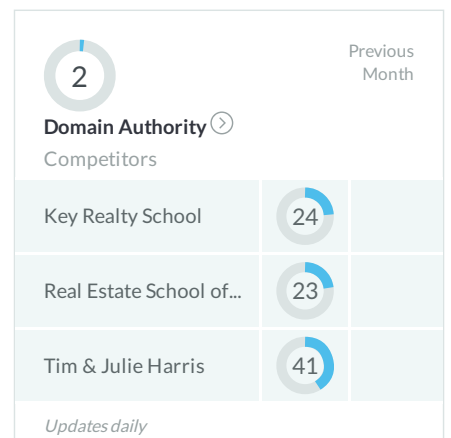 2
Previous
Month
Domain Authority
Competitors
Key Realty School
24
Real Estate School of...
23
Tim & Julie Harris
41
Updates daily